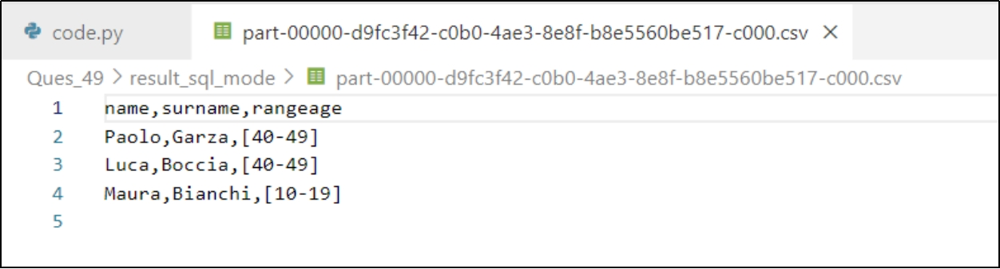 code.py part-00000-d9fc3f42-c0b0-4ae3-8e8f-b8e5560be517-c000.csv
Ques_49 > result_sql_mode > part-00000-d9fc3f42-c0b0-4ae3-8e8f-b8e5560be517-c000.csv
1 name,surname,rangeage
2 Paolo,Garza,[40-49]
3 Luca,Boccia,[40-49]
4 Maura,Bianchi,[10-19]
5